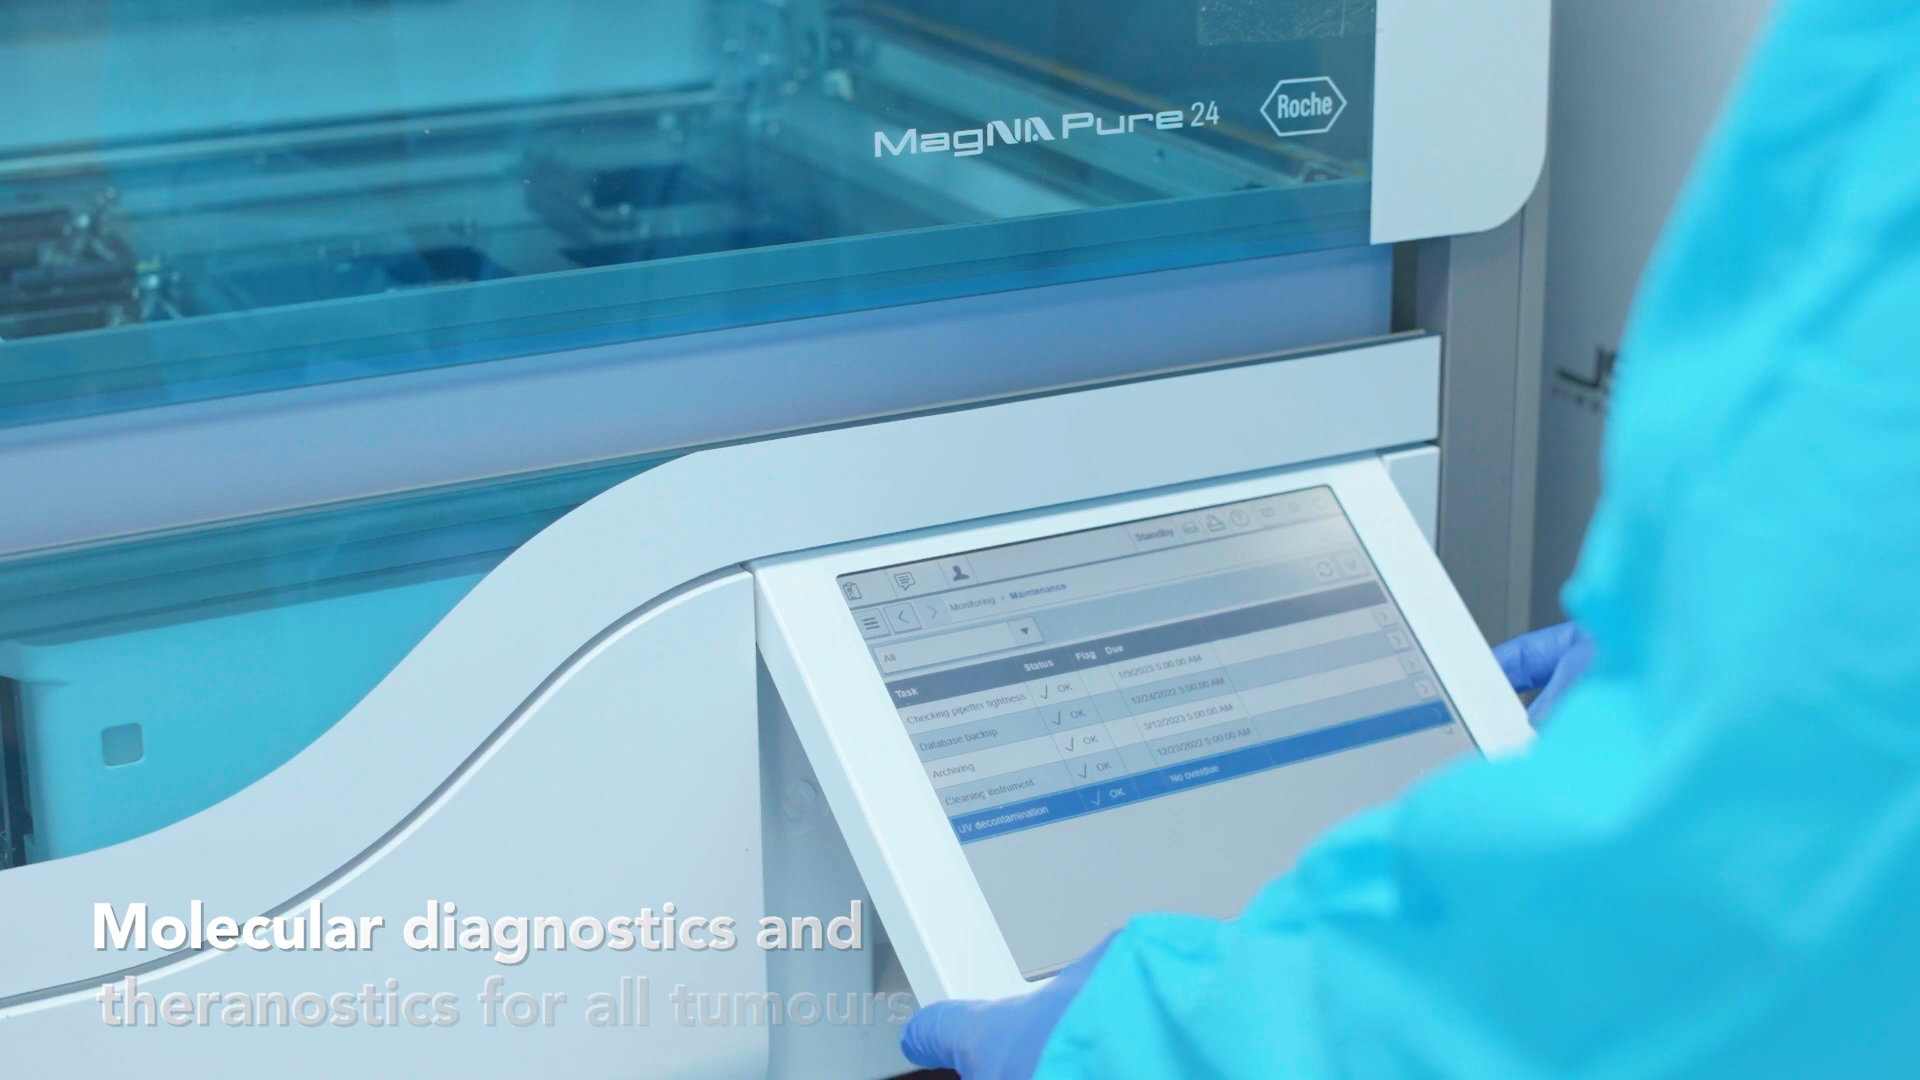 MagNA Pure 24
Roche
Standby
Monitoring > Maintenance
All
Task Status Flag Due
Checking pipetter tightness OK 1/9/2023 5:00:00 AM
Database backup OK 12/24/2022 5:00:00 AM
Archiving OK 3/12/2023 5:00:00 AM
Cleaning instrument OK 12/23/2022 5:00:00 AM
UV decontamination OK No overdue
Molecular diagnostics and
theranostics for all tumours